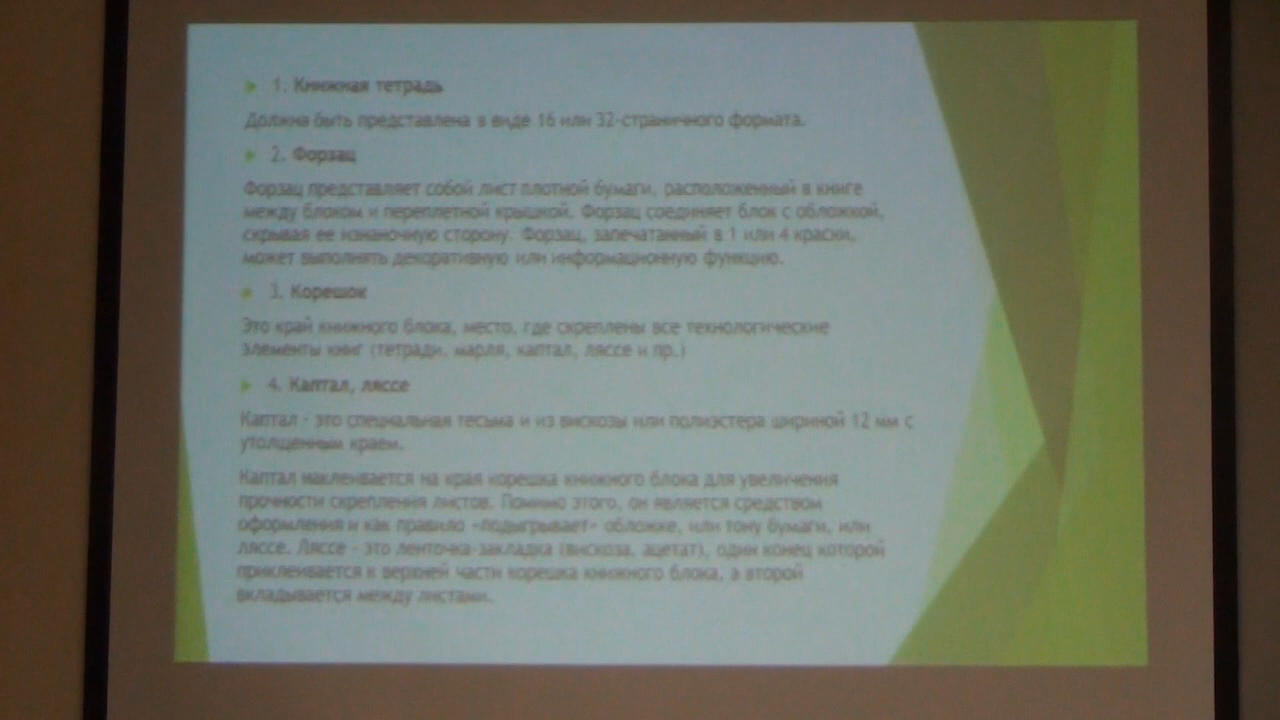 1. Книжная тетрадь
Должна быть представлена в виде 16 или 32-страничного формата.
2. Форзац
Форзац представляет собой лист плотной бумаги, расположенный в книге
между блоком и переплетной крышкой. Форзац соединяет блок с обложкой,
скрывая ее изнаночную сторону. Форзац, запечатанный в 1 или 4 краски,
может выполнять декоративную или информационную функцию.
3. Корешок
Это край книжного блока, место, где скреплены все технологические
элементы книг (тетради, марля, каптал, ляссе и пр.)
4. Каптал, ляссе
Каптал - это специальная тесьма и из вискозы или полиэстера шириной 12 мм с
утолщенным краем.
Каптал наклеивается на края корешка книжного блока для увеличения
прочности скрепления листов. Помимо этого, он является средством
оформления и как правило «подыгрывает» обложке, или тону бумаги, или
ляссе. Ляссе - это ленточка-закладка (вискоза, ацетат), один конец которой
приклеивается к верхней части корешка книжного блока, а второй
вкладывается между листами.